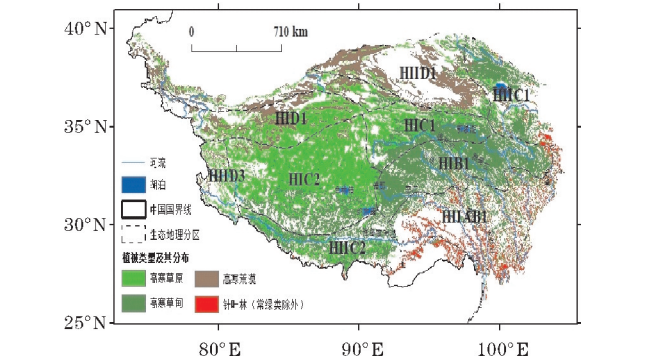 40°N
35°N
30°N
25°N
0 710 km
HIID1
HIIC1
HID1
HIC1
HIB1
HIID3
HIC2
HIIAB1
HIIC2
河流
湖泊
中国国界线
生态地理分区
植被类型及其分布
高寒草原 高寒荒漠
高寒草甸 针叶林（常绿类除外）
80°E 90°E 100°E